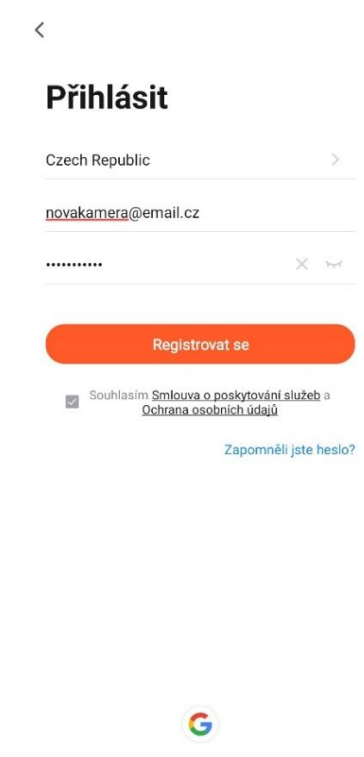 Přihlásit
Czech Republic
novakamera@email.cz
•••••••••••
Registrovat se
Souhlasím Smlouva o poskytování služeb a
Ochrana osobních údajů
Zapomněli jste heslo?